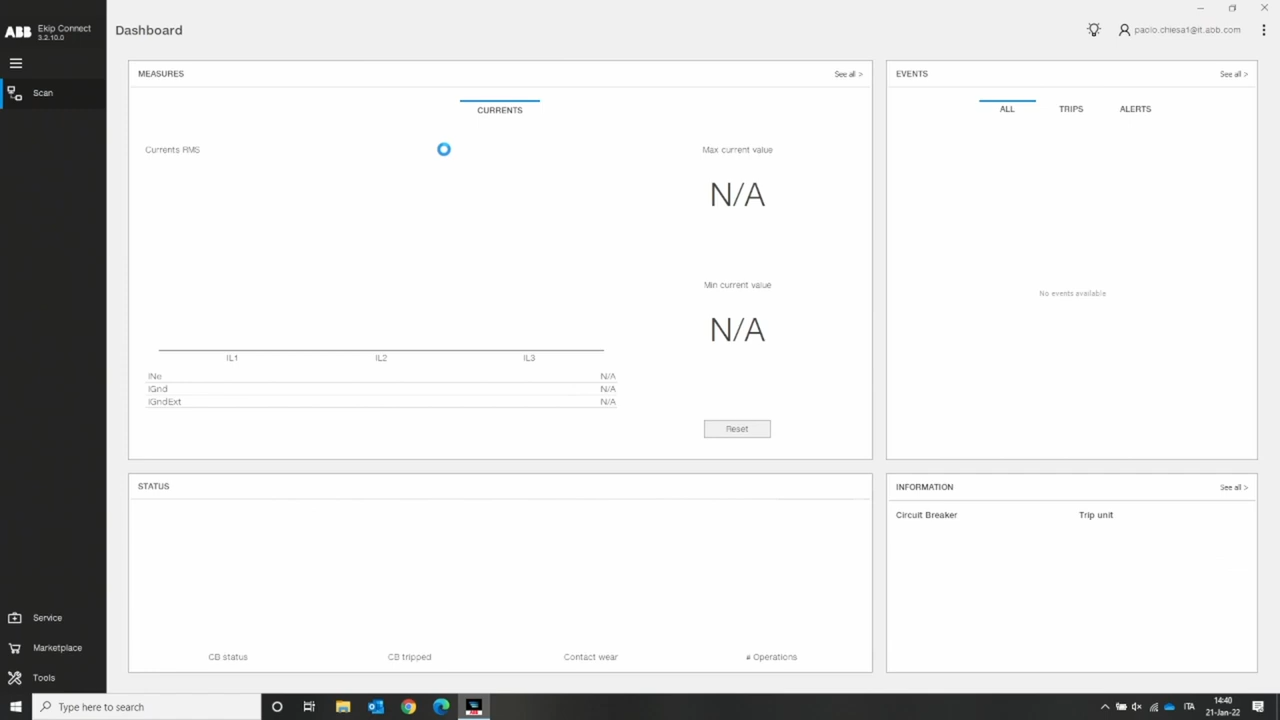 ABB
Ekip Connect
3.2.10.0
Dashboard
paolo.chiesa1@it.abb.com
Scan
MEASURES
See all >
CURRENTS
Currents RMS
Max current value
N/A
Min current value
N/A
IL1
IL2
IL3
INe
N/A
IGnd
N/A
IGndExt
N/A
Reset
EVENTS
See all >
ALL
TRIPS
ALERTS
No events available
STATUS
CB status
CB tripped
Contact wear
# Operations
INFORMATION
See all >
Circuit Breaker
Trip unit
Service
Marketplace
Tools
Type here to search
ABB
ITA
14:40
21-Jan-22